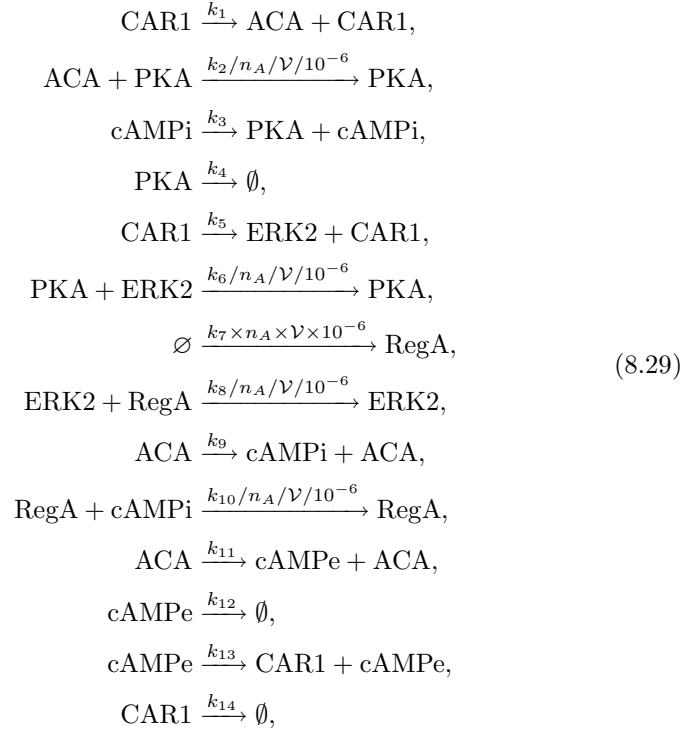 CAR1 \xrightarrow{k_1} ACA + CAR1,
ACA + PKA \xrightarrow{k_2/n_A/\mathcal{V}/10^{-6}} PKA,
cAMPi \xrightarrow{k_3} PKA + cAMPi,
PKA \xrightarrow{k_4} ∅,
CAR1 \xrightarrow{k_5} ERK2 + CAR1,
PKA + ERK2 \xrightarrow{k_6/n_A/\mathcal{V}/10^{-6}} PKA,
∅ \xrightarrow{k_7 \times n_A \times \mathcal{V} \times 10^{-6}} RegA,
(8.29)
ERK2 + RegA \xrightarrow{k_8/n_A/\mathcal{V}/10^{-6}} ERK2,
ACA \xrightarrow{k_9} cAMPi + ACA,
RegA + cAMPi \xrightarrow{k_{10}/n_A/\mathcal{V}/10^{-6}} RegA,
ACA \xrightarrow{k_{11}} cAMPe + ACA,
cAMPe \xrightarrow{k_{12}} ∅,
cAMPe \xrightarrow{k_{13}} CAR1 + cAMPe,
CAR1 \xrightarrow{k_{14}} ∅,